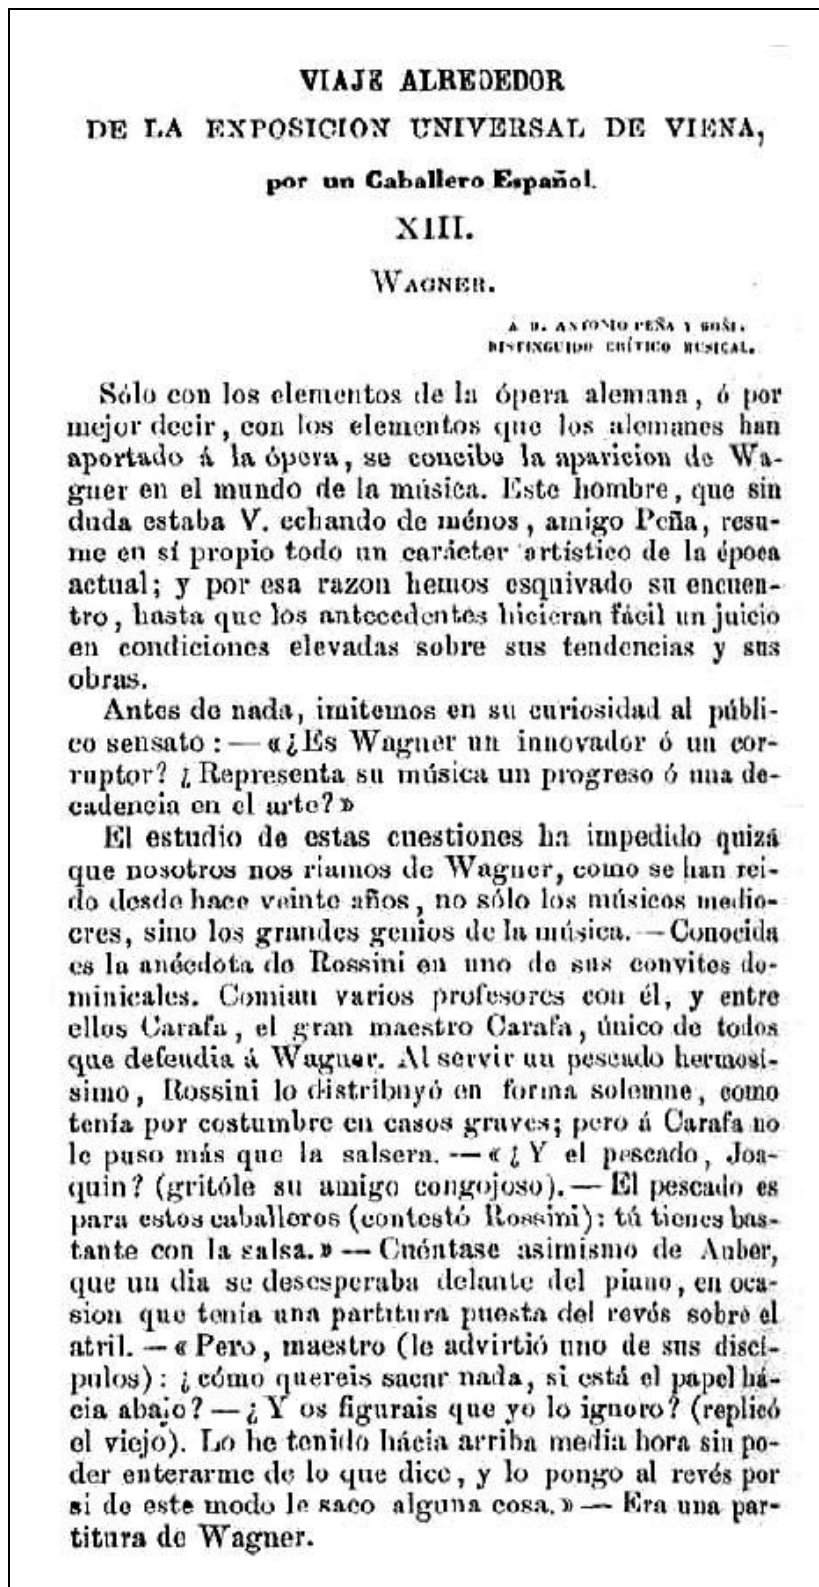 VIAJE ALREDEDOR
DE LA EXPOSICION UNIVERSAL DE VIENA,
por un Caballero Español.
XIII.
WAGNER.
Á D. ANTONIO PEÑA Y GOÑI.
DISTINGUIDO CRÍTICO MUSICAL.
Sólo con los elementos de la ópera alemana, ó por
mejor decir, con los elementos que los alemanes han
aportado á la ópera, se concibe la aparicion de Wa-
gner en el mundo de la música. Este hombre, que sin
duda estaba V. echando de ménos, amigo Peña, resu-
me en sí propio todo un carácter artístico de la época
actual; y por esa razon hemos esquivado su encuen-
tro, hasta que los antecedentes hicieran fácil un juicio
en condiciones elevadas sobre sus tendencias y sus
obras.
Antes de nada, imitemos en su curiosidad al públi-
co sensato: — «¿Es Wagner un innovador ó un cor-
ruptor? ¿Representa su música un progreso ó una de-
cadencia en el arte?»
El estudio de estas cuestiones ha impedido quizá
que nosotros nos riamos de Wagner, como se han rei-
do desde hace veinte años, no sólo los músicos medio-
cres, sino los grandes genios de la música. — Conocida
es la anécdota de Rossini en uno de sus convites do-
minicales. Comian varios profesores con él, y entre
ellos Carafa, el gran maestro Carafa, único de todos
que defendia á Wagner. Al servir un pescado hermosí-
simo, Rossini lo distribuyó en forma solemne, como
tenía por costumbre en casos graves; pero á Carafa no
le puso más que la salsera. — «¿Y el pescado, Joa-
quin? (gritóle su amigo congojoso). — El pescado es
para estos caballeros (contestó Rossini): tú tienes bas-
tante con la salsa.» — Cuéntase asimismo de Auber,
que un dia se desesperaba delante del piano, en oca-
sion que tenía una partitura puesta del revés sobre el
atril. — «Pero, maestro (le advirtió uno de sus discí-
pulos): ¿cómo quereis sacar nada, si está el papel há-
cia abajo? — ¿Y os figurais que yo lo ignoro? (replicó
el viejo). Lo he tenido hácia arriba media hora sin po-
der enterarme de lo que dice, y lo pongo al revés por
si de este modo le saco alguna cosa.» — Era una par-
titura de Wagner.